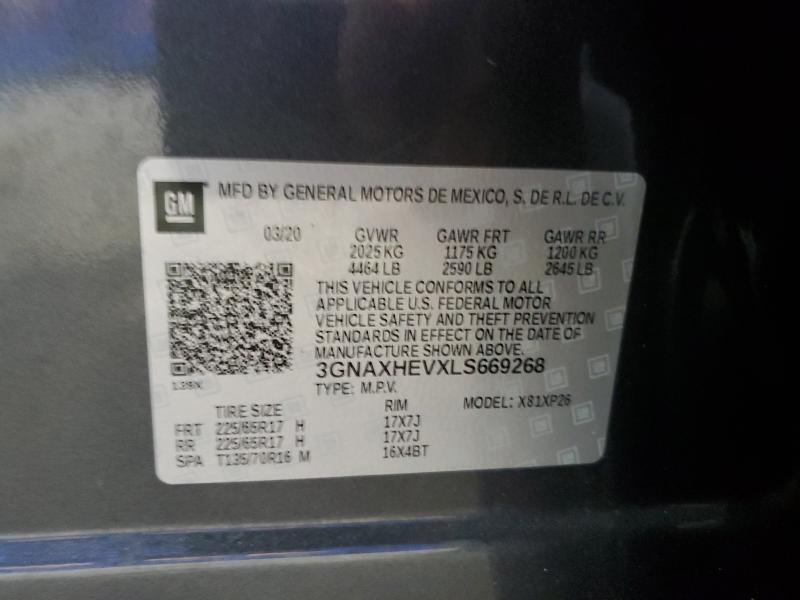 GM MFD BY GENERAL MOTORS DE MEXICO, S. DE R.L. DE C.V.
03/20 GVWR GAWR FRT GAWR RR
2025 KG 1175 KG 1200 KG
4464 LB 2590 LB 2645 LB
THIS VEHICLE CONFORMS TO ALL
APPLICABLE U.S. FEDERAL MOTOR
VEHICLE SAFETY AND THEFT PREVENTION
STANDARDS IN EFFECT ON THE DATE OF
MANUFACTURE SHOWN ABOVE.
3GNAXHEVXLS669268
TYPE: M.P.V.
TIRE SIZE RIM MODEL: X81XP26
FRT 225/65R17 H 17X7J
RR 225/65R17 H 17X7J
SPA T135/70R16 M 16X4BT